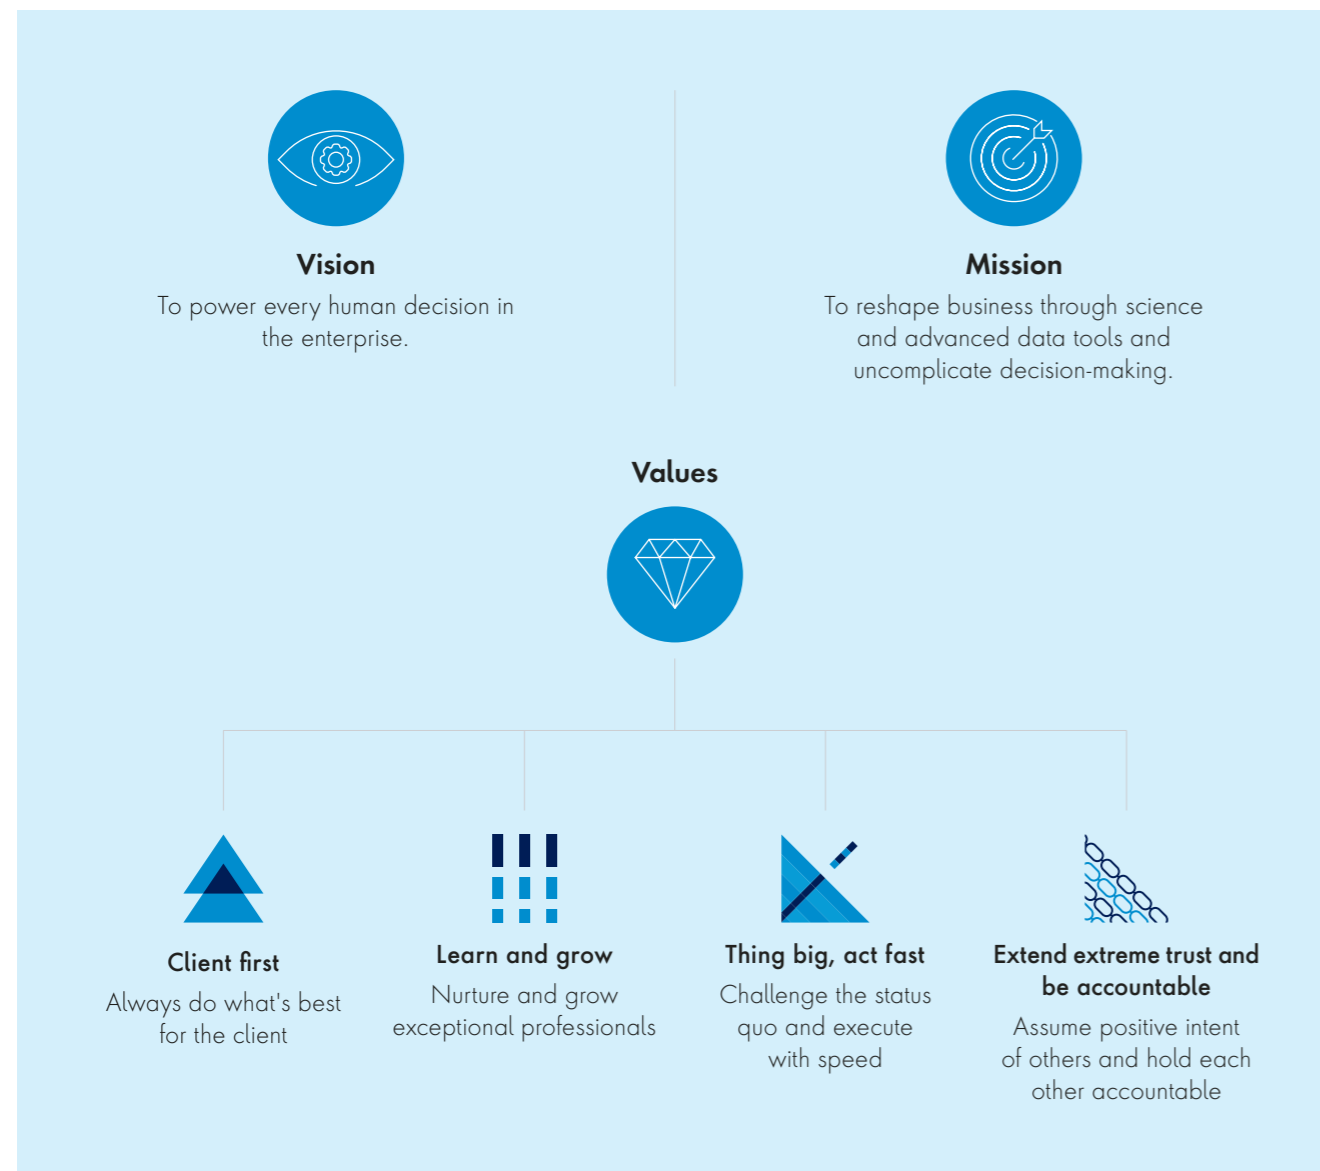 Vision
To power every human decision in
the enterprise.
Mission
To reshape business through science
and advanced data tools and
uncomplicate decision-making.
Values
Client first
Always do what's best
for the client
Learn and grow
Nurture and grow
exceptional professionals
Thing big, act fast
Challenge the status
quo and execute
with speed
Extend extreme trust and
be accountable
Assume positive intent
of others and hold each
other accountable